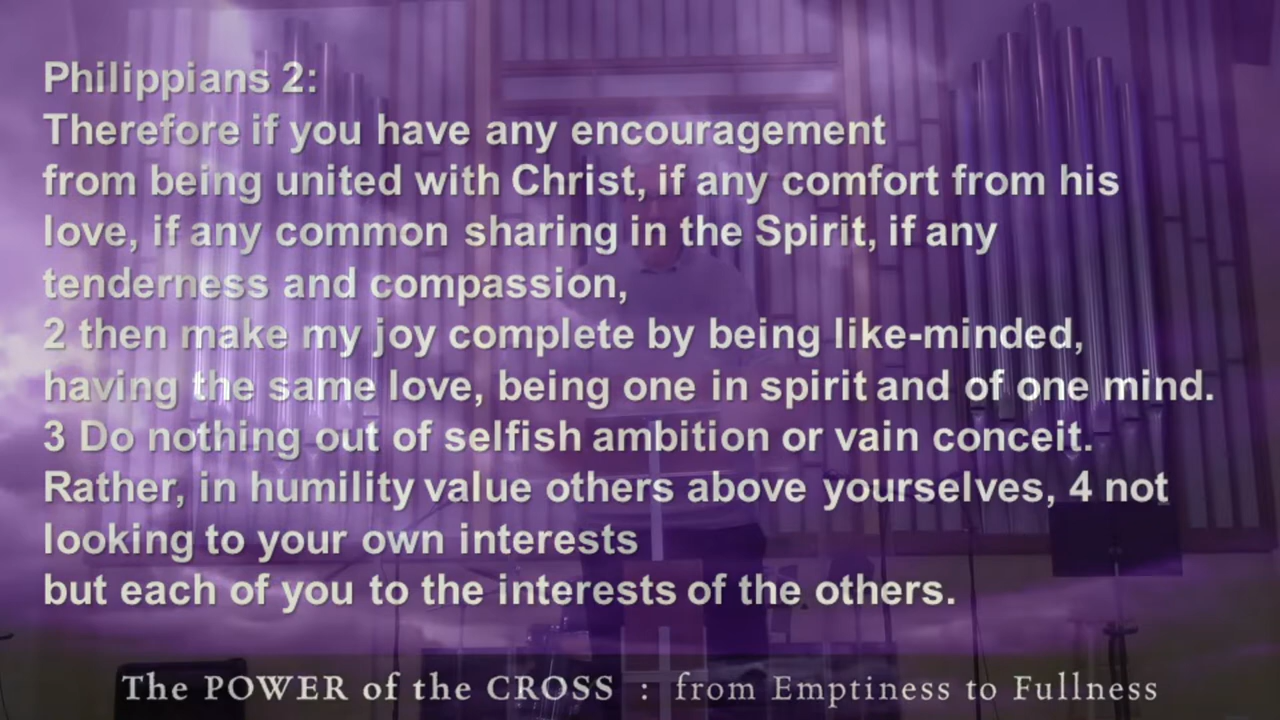 Philippians 2:
Therefore if you have any encouragement
from being united with Christ, if any comfort from his
love, if any common sharing in the Spirit, if any
tenderness and compassion,
2 then make my joy complete by being like-minded,
having the same love, being one in spirit and of one mind.
3 Do nothing out of selfish ambition or vain conceit.
Rather, in humility value others above yourselves, 4 not
looking to your own interests
but each of you to the interests of the others.
The POWER of the CROSS : from Emptiness to Fullness